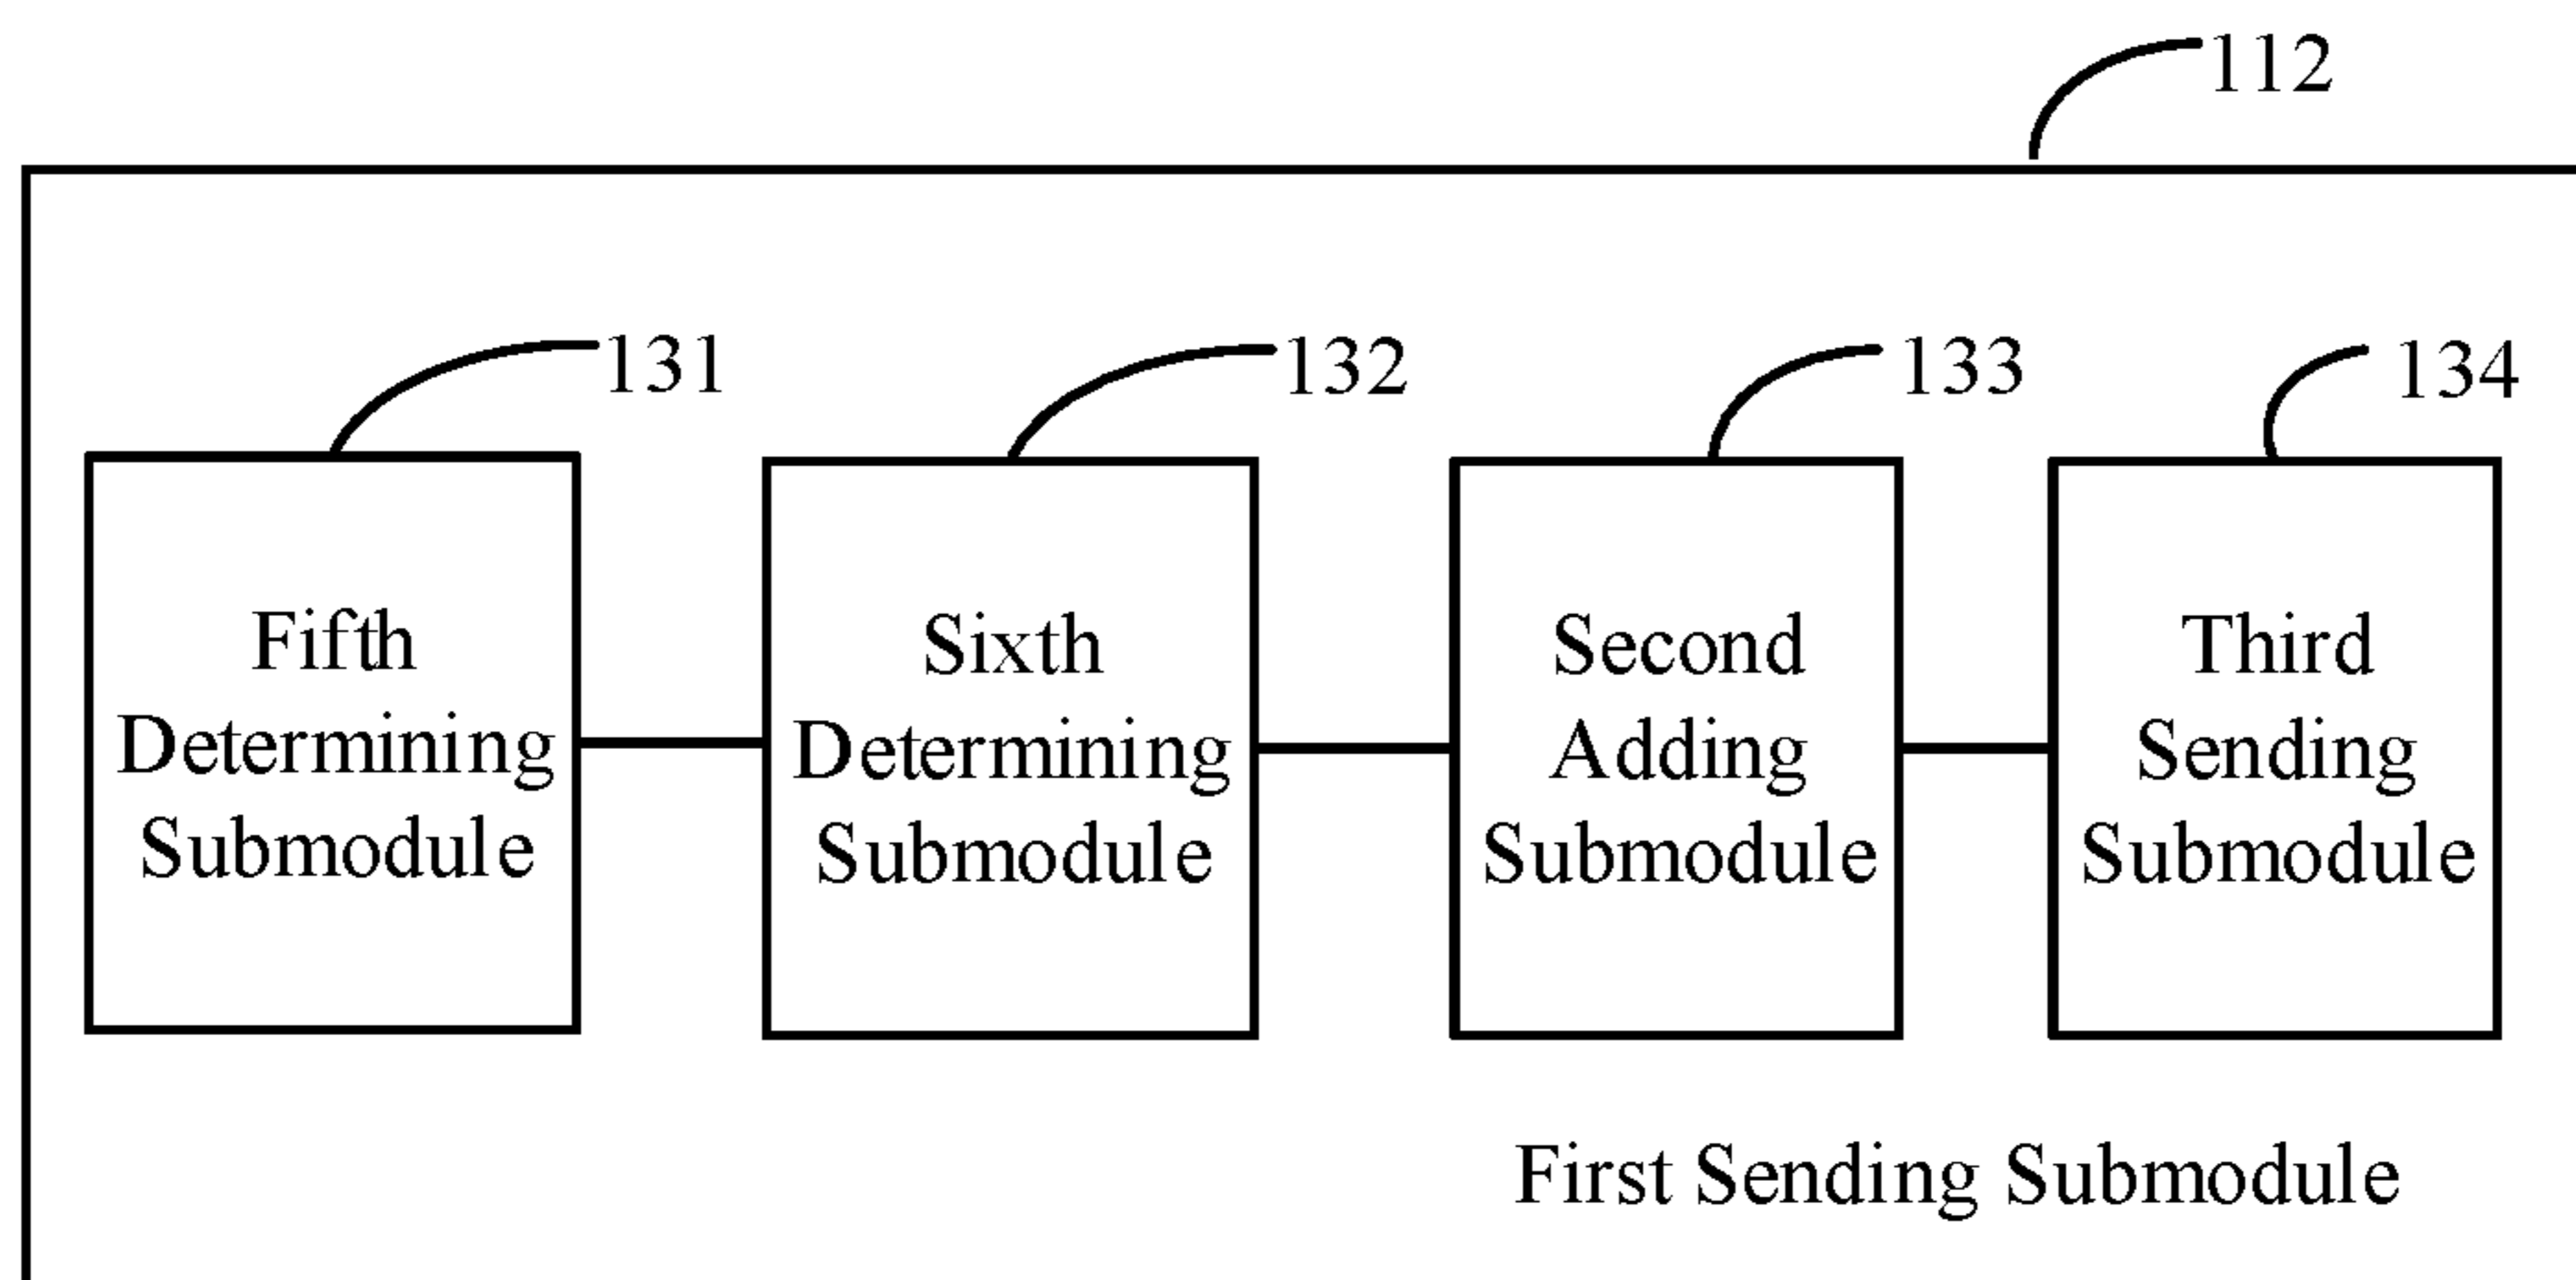 112
131
132
133
134
Fifth
Determining
Submodule
Sixth
Determining
Submodule
Second
Adding
Submodule
Third
Sending
Submodule
First Sending Submodule